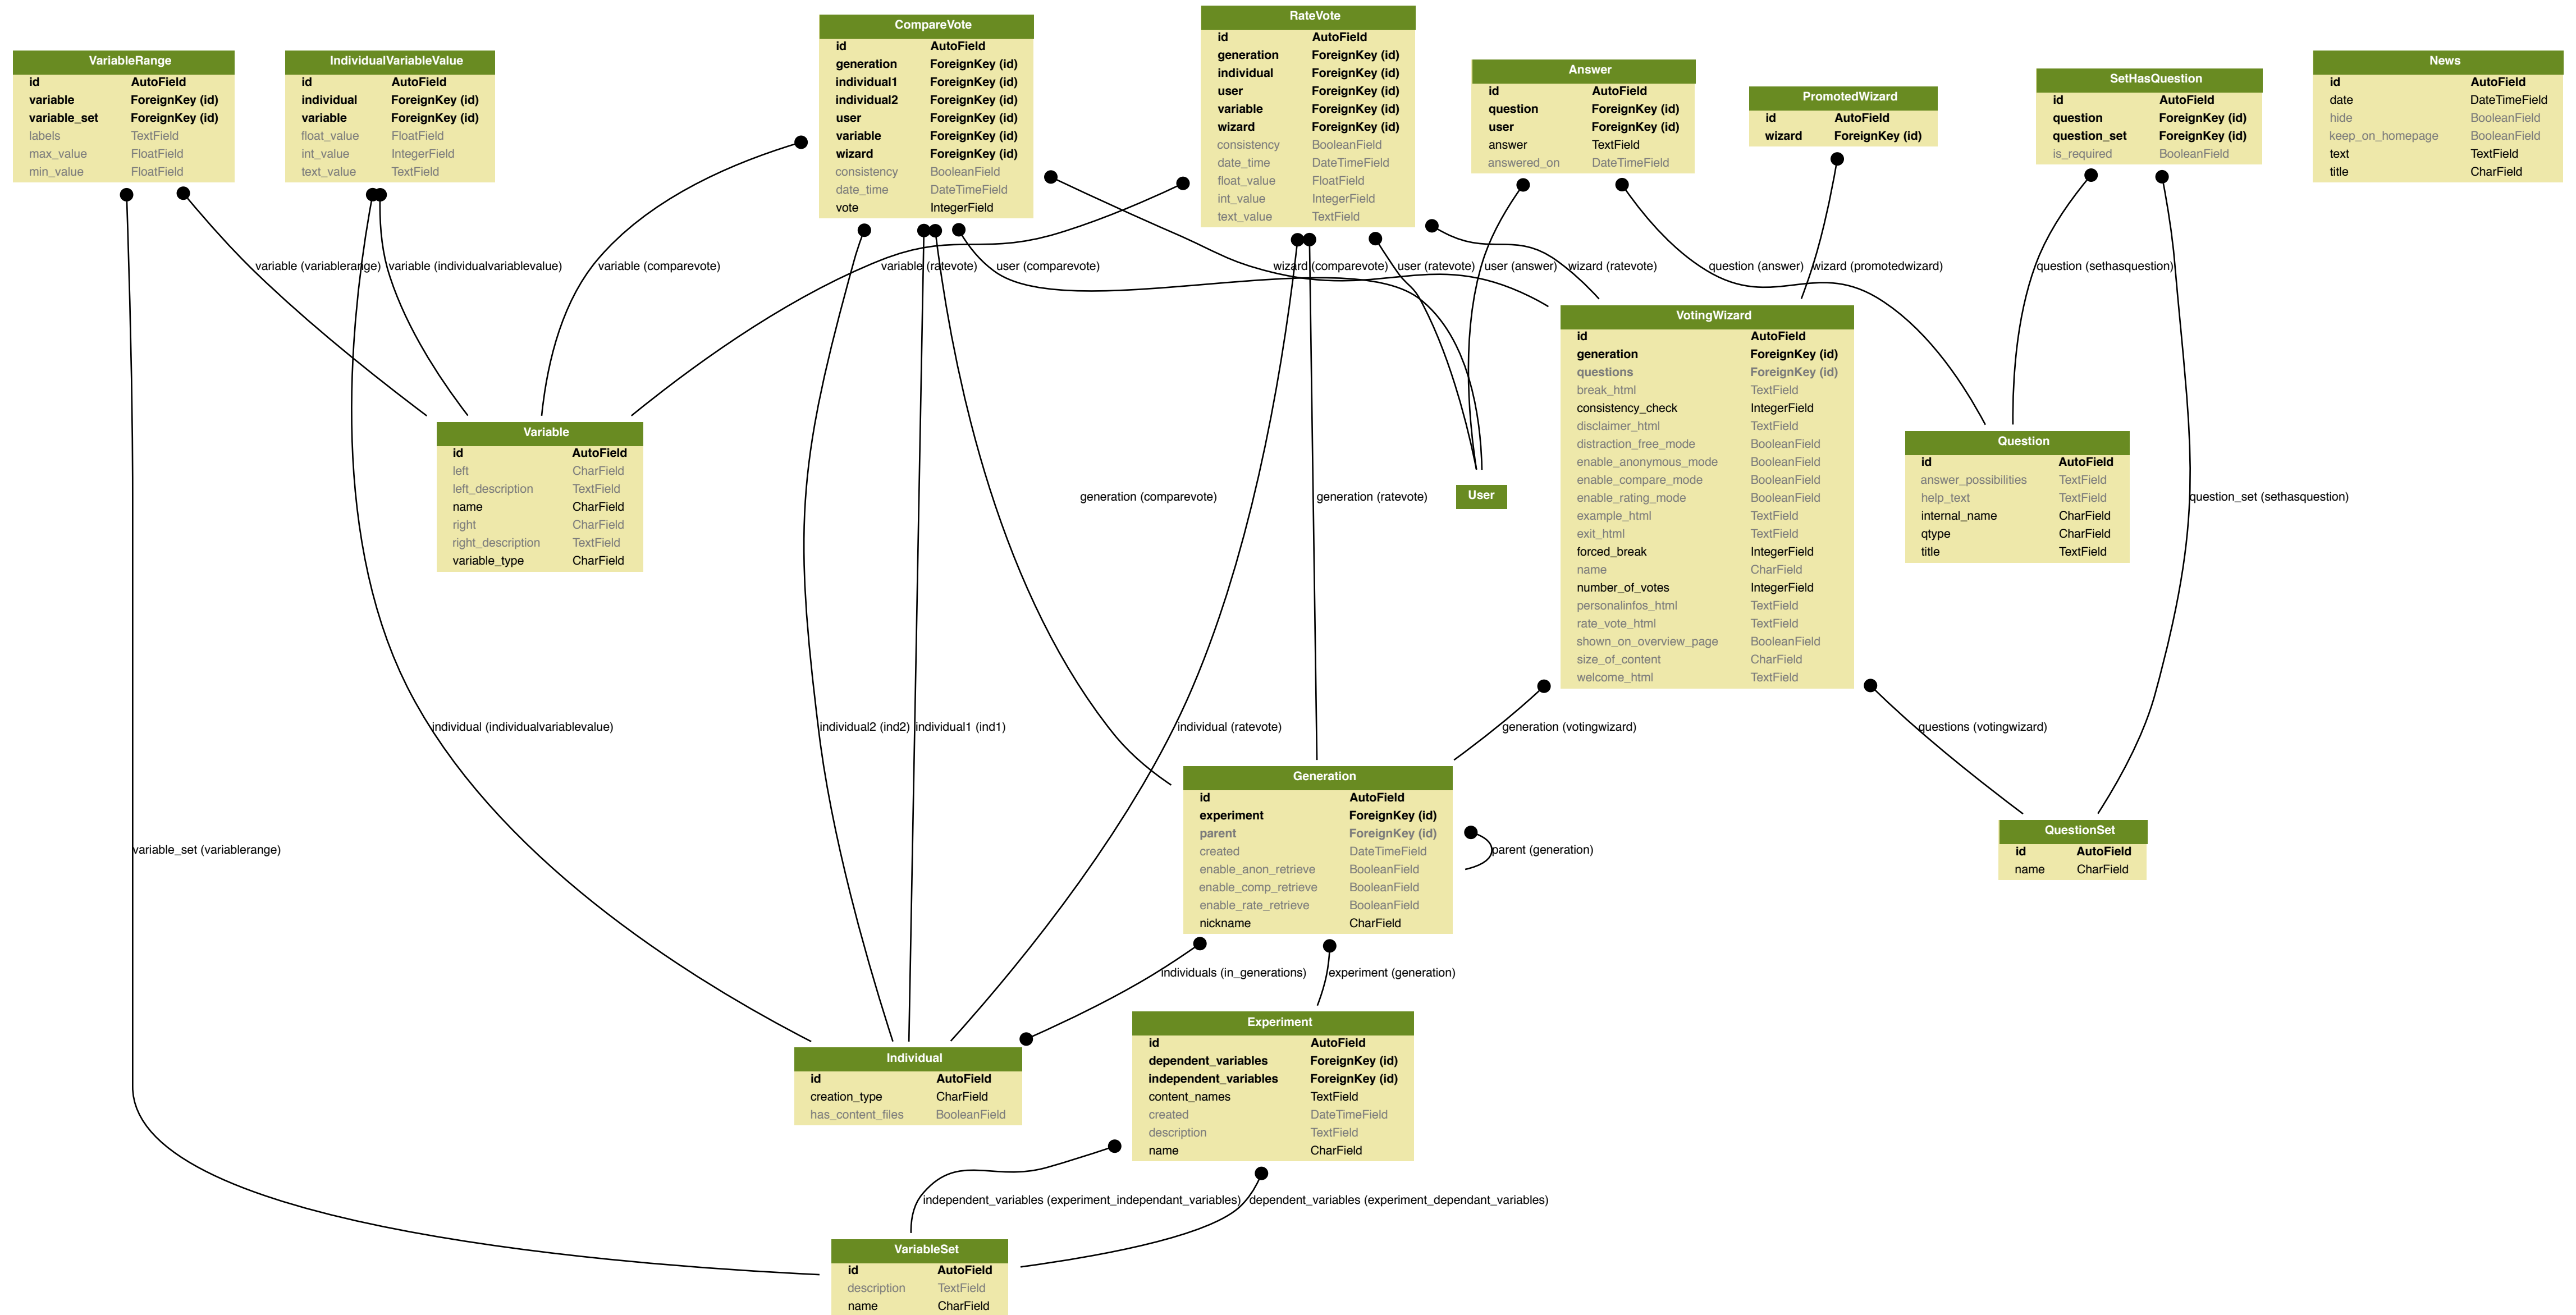 VariableRange
id AutoField
variable ForeignKey (id)
variable_set ForeignKey (id)
labels TextField
max_value FloatField
min_value FloatField
IndividualVariableValue
id AutoField
individual ForeignKey (id)
variable ForeignKey (id)
float_value FloatField
int_value IntegerField
text_value TextField
CompareVote
id AutoField
generation ForeignKey (id)
individual1 ForeignKey (id)
individual2 ForeignKey (id)
user ForeignKey (id)
variable ForeignKey (id)
wizard ForeignKey (id)
consistency BooleanField
date_time DateTimeField
vote IntegerField
RateVote
id AutoField
generation ForeignKey (id)
individual ForeignKey (id)
user ForeignKey (id)
variable ForeignKey (id)
wizard ForeignKey (id)
consistency BooleanField
date_time DateTimeField
float_value FloatField
int_value IntegerField
text_value TextField
Answer
id AutoField
question ForeignKey (id)
user ForeignKey (id)
answer TextField
answered_on DateTimeField
PromotedWizard
id AutoField
wizard ForeignKey (id)
SetHasQuestion
id AutoField
question ForeignKey (id)
question_set ForeignKey (id)
is_required BooleanField
News
id AutoField
date DateTimeField
hide BooleanField
keep_on_homepage BooleanField
text TextField
title CharField
variable (variablerange)
variable (individualvariablevalue)
variable (comparevote)
variable (ratevote)
user (comparevote)
wizard (comparevote)
user (ratevote)
user (answer)
wizard (ratevote)
question (answer)
wizard (promotedwizard)
question (sethasquestion)
VotingWizard
id AutoField
generation ForeignKey (id)
questions ForeignKey (id)
break_html TextField
consistency_check IntegerField
disclaimer_html TextField
distraction_free_mode BooleanField
enable_anonymous_mode BooleanField
enable_compare_mode BooleanField
enable_rating_mode BooleanField
example_html TextField
exit_html TextField
forced_break IntegerField
name CharField
number_of_votes IntegerField
personalinfos_html TextField
rate_vote_html TextField
shown_on_overview_page BooleanField
size_of_content CharField
welcome_html TextField
Variable
id AutoField
left CharField
left_description TextField
name CharField
right CharField
right_description TextField
variable_type CharField
Question
id AutoField
answer_possibilities TextField
help_text TextField
internal_name CharField
qtype CharField
title TextField
generation (comparevote)
generation (ratevote)
User
question_set (sethasquestion)
individual (individualvariablevalue)
individual2 (ind2)
individual1 (ind1)
individual (ratevote)
generation (votingwizard)
questions (votingwizard)
Generation
id AutoField
experiment ForeignKey (id)
parent ForeignKey (id)
created DateTimeField
enable_anon_retrieve BooleanField
enable_comp_retrieve BooleanField
enable_rate_retrieve BooleanField
nickname CharField
variable_set (variablerange)
parent (generation)
QuestionSet
id AutoField
name CharField
individuals (in_generations)
experiment (generation)
Individual
id AutoField
creation_type CharField
has_content_files BooleanField
Experiment
id AutoField
dependent_variables ForeignKey (id)
independent_variables ForeignKey (id)
content_names TextField
created DateTimeField
description TextField
name CharField
independent_variables (experiment_independant_variables)
dependent_variables (experiment_dependant_variables)
VariableSet
id AutoField
description TextField
name CharField